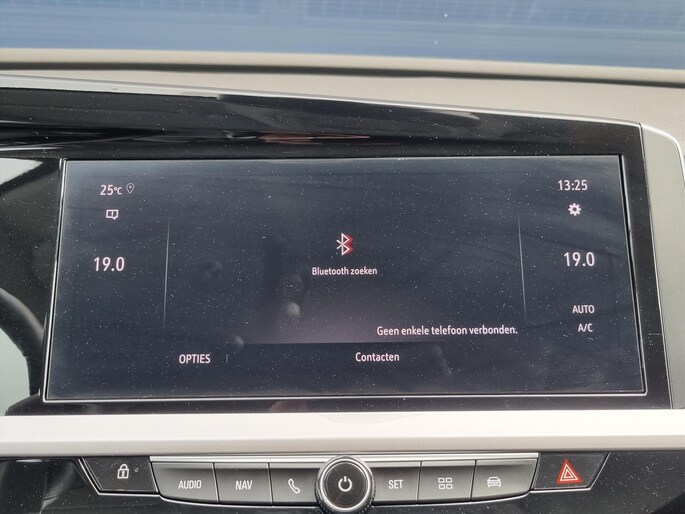 25°C
13:25
19.0
19.0
Bluetooth zoeken
AUTO
Geen enkele telefoon verbonden.
A/C
OPTIES
Contacten
AUDIO
NAV
SET